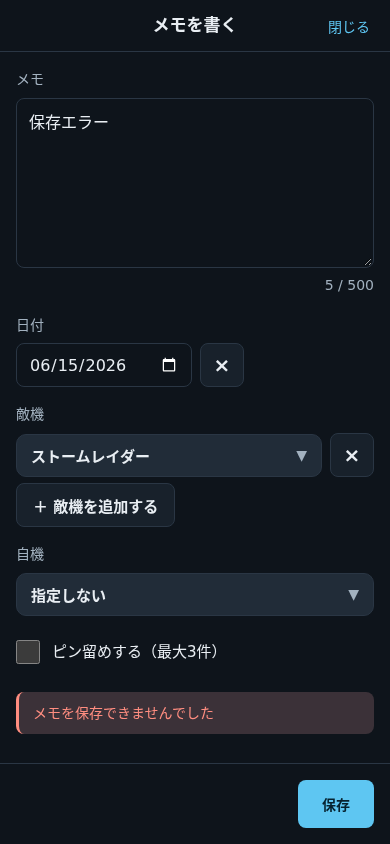 メモを書く
閉じる
メモ
保存エラー
5 / 500
日付
06/15/2026
×
敵機
ストームレイダー ▼
×
＋ 敵機を追加する
自機
指定しない ▼
ピン留めする（最大3件）
メモを保存できませんでした
保存